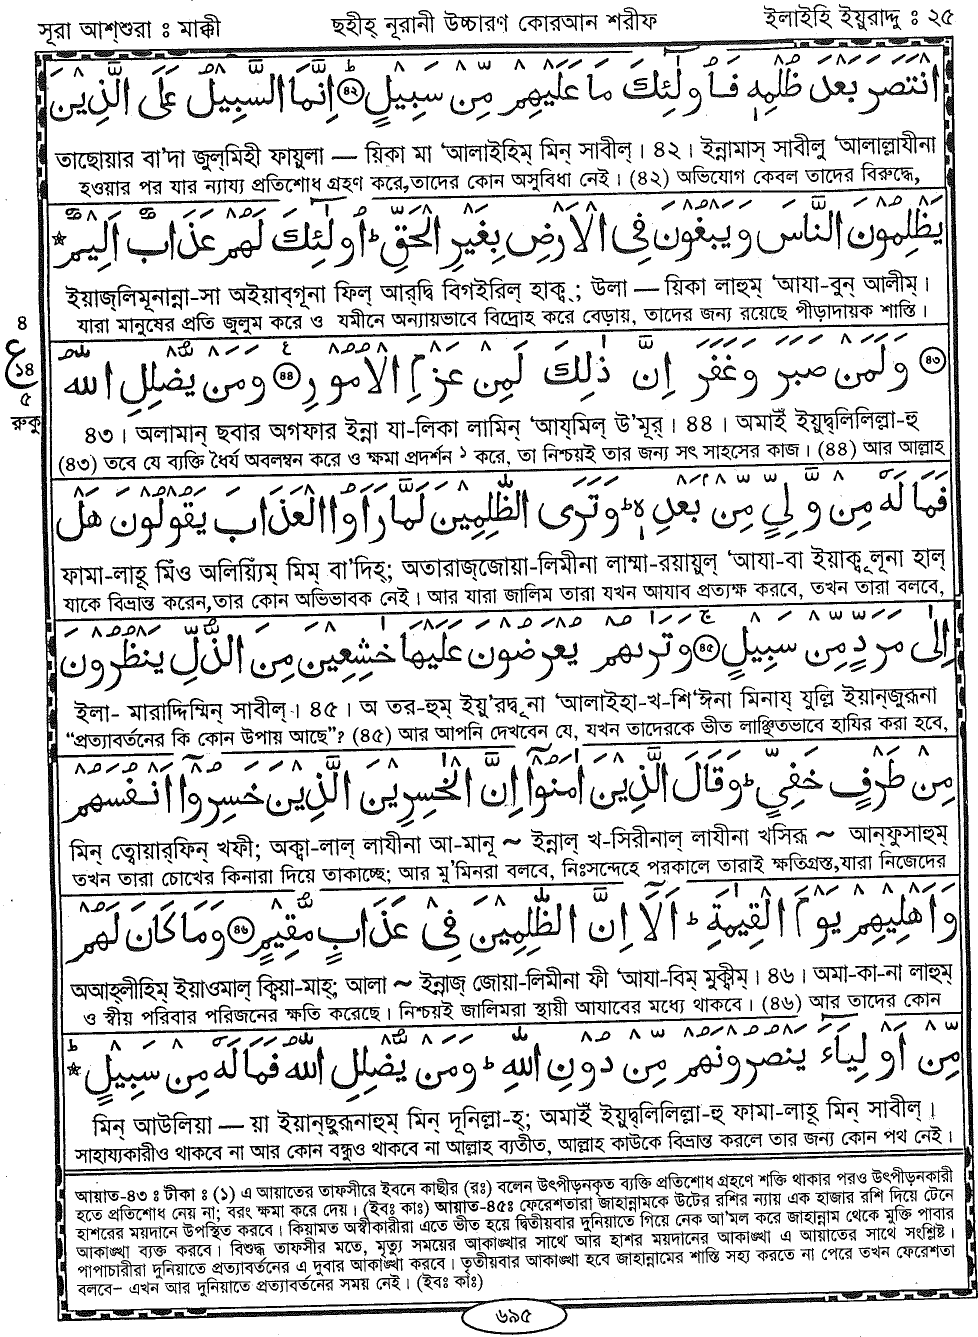 সূরা আশ্শুরা : মাক্কী ছহীহ্ নূরানী উচ্চারণ কোরআন শরীফ ইলাইহি ইয়ুরাদ্দু : ২৫
انْتَصَرَ بَعْدَ ظُلْمِهٖ فَاُولٰٓئِكَ مَا عَلَيْهِمْ مِّنْ سَبِيْلٍ ﴿৪২﴾ اِنَّمَا السَّبِيْلُ عَلَى الَّذِيْنَ
তাছোয়ার বা'দা জুল্‌মিহী ফায়ুলা — য়িকা মা ‘আলাইহিম্ মিন্ সাবীল্। ৪২। ইন্নামাস্ সাবীলু ‘আলাল্লাযীনা
হওয়ার পর যার ন্যায্য প্রতিশোধ গ্রহণ করে,তাদের কোন অসুবিধা নেই। (৪২) অভিযোগ কেবল তাদের বিরুদ্ধে,
يَظْلِمُوْنَ النَّاسَ وَيَبْغُوْنَ فِى الْاَرْضِ بِغَيْرِ الْحَقِّ ؕ اُولٰٓئِكَ لَهُمْ عَذَابٌ اَلِيْمٌ *
ইয়াজ্‌লিমূনান্না-সা অইয়াব্‌গূনা ফিল্ আর্‌দ্বি বিগইরিল্ হাক্ব্; উলা — য়িকা লাহুম্ ‘আযা-বুন্ আলীম্।
যারা মানুষের প্রতি জুলুম করে ও যমীনে অন্যায়ভাবে বিদ্রোহ করে বেড়ায়, তাদের জন্য রয়েছে পীড়াদায়ক শাস্তি।
৪
ع ১৪
৫
রুকু
﴿৪৩﴾ وَلَمَنْ صَبَرَ وَغَفَرَ اِنَّ ذٰلِكَ لَمِنْ عَزْمِ الْاُمُوْرِ ﴿৪৪﴾ وَمَنْ يُّضْلِلِ اللّٰهُ
৪৩। অলামান্ ছবার অগফার ইন্না যা-লিকা লামিন্ ‘আয্‌মিল্ উ'মূর্। ৪৪। অমাইঁ ইয়ুদ্বলিলিল্লা-হু
(৪৩) তবে যে ব্যক্তি ধৈর্য অবলম্বন করে ও ক্ষমা প্রদর্শন ১ করে, তা নিশ্চয়ই তার জন্য সৎ সাহসের কাজ। (৪৪) আর আল্লাহ
فَمَا لَهٗ مِنْ وَّلِىٍّ مِّنْۢ بَعْدِهٖ ؕ وَتَرَى الظّٰلِمِيْنَ لَمَّا رَاَوُا الْعَذَابَ يَقُوْلُوْنَ هَلْ
ফামা-লাহূ মিঁও অলিয়্যিম্ মিম্ বা'দিহ্; অতারাজ্‌জোয়া-লিমীনা লাম্মা-রয়ায়ুল্ ‘আযা-বা ইয়াক্বূলূনা হাল্
যাকে বিভ্রান্ত করেন,তার কোন অভিভাবক নেই। আর যারা জালিম তারা যখন আযাব প্রত্যক্ষ করবে, তখন তারা বলবে,
اِلٰى مَرَدٍّ مِّنْ سَبِيْلٍ ﴿৪৫﴾ وَتَرٰىهُمْ يُعْرَضُوْنَ عَلَيْهَا خٰشِعِيْنَ مِنَ الذُّلِّ يَنْظُرُوْنَ
ইলা- মারাদ্দিম্মিন্ সাবীল্। ৪৫। অ তর-হুম্ ইয়ু'রদ্বূনা ‘আলাইহা-খ-শি‘ঈনা মিনায্ যুল্লি ইয়ান্‌জুরূনা
“প্রত্যাবর্তনের কি কোন উপায় আছে”? (৪৫) আর আপনি দেখবেন যে, যখন তাদেরকে ভীত লাঞ্ছিতভাবে হাযির করা হবে,
مِنْ طَرْفٍ خَفِىٍّ ؕ وَقَالَ الَّذِيْنَ اٰمَنُوْٓا اِنَّ الْخٰسِرِيْنَ الَّذِيْنَ خَسِرُوْٓا اَنْفُسَهُمْ
মিন্ ত্বোয়ার্‌ফিন্ খফী; অক্বা-লাল্ লাযীনা আ-মানূ ~ ইন্নাল্ খ-সিরীনাল্ লাযীনা খসিরূ ~ আন্‌ফুসাহুম্
তখন তারা চোখের কিনারা দিয়ে তাকাচ্ছে; আর মু'মিনরা বলবে, নিঃসন্দেহে পরকালে তারাই ক্ষতিগ্রস্ত,যারা নিজেদের
وَاَهْلِيْهِمْ يَوْمَ الْقِيٰمَةِ ؕ اَلَآ اِنَّ الظّٰلِمِيْنَ فِىْ عَذَابٍ مُّقِيْمٍ ﴿৪৬﴾ وَمَا كَانَ لَهُمْ
অআহ্‌লীহিম্ ইয়াওমাল্ ক্বিয়া-মাহ্; আলা ~ ইন্নাজ্ জোয়া-লিমীনা ফী ‘আযা-বিম্ মুক্বীম্। ৪৬। অমা-কা-না লাহুম্
ও স্বীয় পরিবার পরিজনের ক্ষতি করেছে। নিশ্চয়ই জালিমরা স্থায়ী আযাবের মধ্যে থাকবে। (৪৬) আর তাদের কোন
مِّنْ اَوْلِيَآءَ يَنْصُرُوْنَهُمْ مِّنْ دُوْنِ اللّٰهِ ؕ وَمَنْ يُّضْلِلِ اللّٰهُ فَمَا لَهٗ مِنْ سَبِيْلٍ ؕ *
মিন্ আউলিয়া — য়া ইয়ান্‌ছুরূনাহুম্ মিন্ দূনিল্লা-হ্; অমাইঁ ইয়ুদ্বলিলিল্লা-হু ফামা-লাহূ মিন্ সাবীল্।
সাহায্যকারীও থাকবে না আর কোন বন্ধুও থাকবে না আল্লাহ ব্যতীত, আল্লাহ কাউকে বিভ্রান্ত করলে তার জন্য কোন পথ নেই।
আয়াত-৪৩ : টীকা : (১) এ আয়াতের তাফসীরে ইবনে কাছীর (রঃ) বলেন উৎপীড়নকৃত ব্যক্তি প্রতিশোধ গ্রহণে শক্তি থাকার পরও উৎপীড়নকারী
হতে প্রতিশোধ নেয় না; বরং ক্ষমা করে দেয়। (ইবঃ কাঃ) আয়াত-৪৫ঃ ফেরেশতারা জাহান্নামকে উটের রশির ন্যায় এক হাজার রশি দিয়ে টেনে
হাশরের ময়দানে উপস্থিত করবে। কিয়ামত অস্বীকারীরা এতে ভীত হয়ে দ্বিতীয়বার দুনিয়াতে গিয়ে নেক আ'মল করে জাহান্নাম থেকে মুক্তি পাবার
আকাঙ্খা ব্যক্ত করবে। বিশুদ্ধ তাফসীর মতে, মৃত্যু সময়ের আকাঙ্খার সাথে আর হাশর ময়দানের আকাঙ্খা এ আয়াতের সাথে সংশ্লিষ্ট।
পাপাচারীরা দুনিয়াতে প্রত্যাবর্তনের এ দুবার আকাঙ্খা করবে। তৃতীয়বার আকাঙ্খা হবে জাহান্নামের শাস্তি সহ্য করতে না পেরে তখন ফেরেশতা
বলবে– এখন আর দুনিয়াতে প্রত্যাবর্তনের সময় নেই। (ইবঃ কাঃ)
৬৯৫